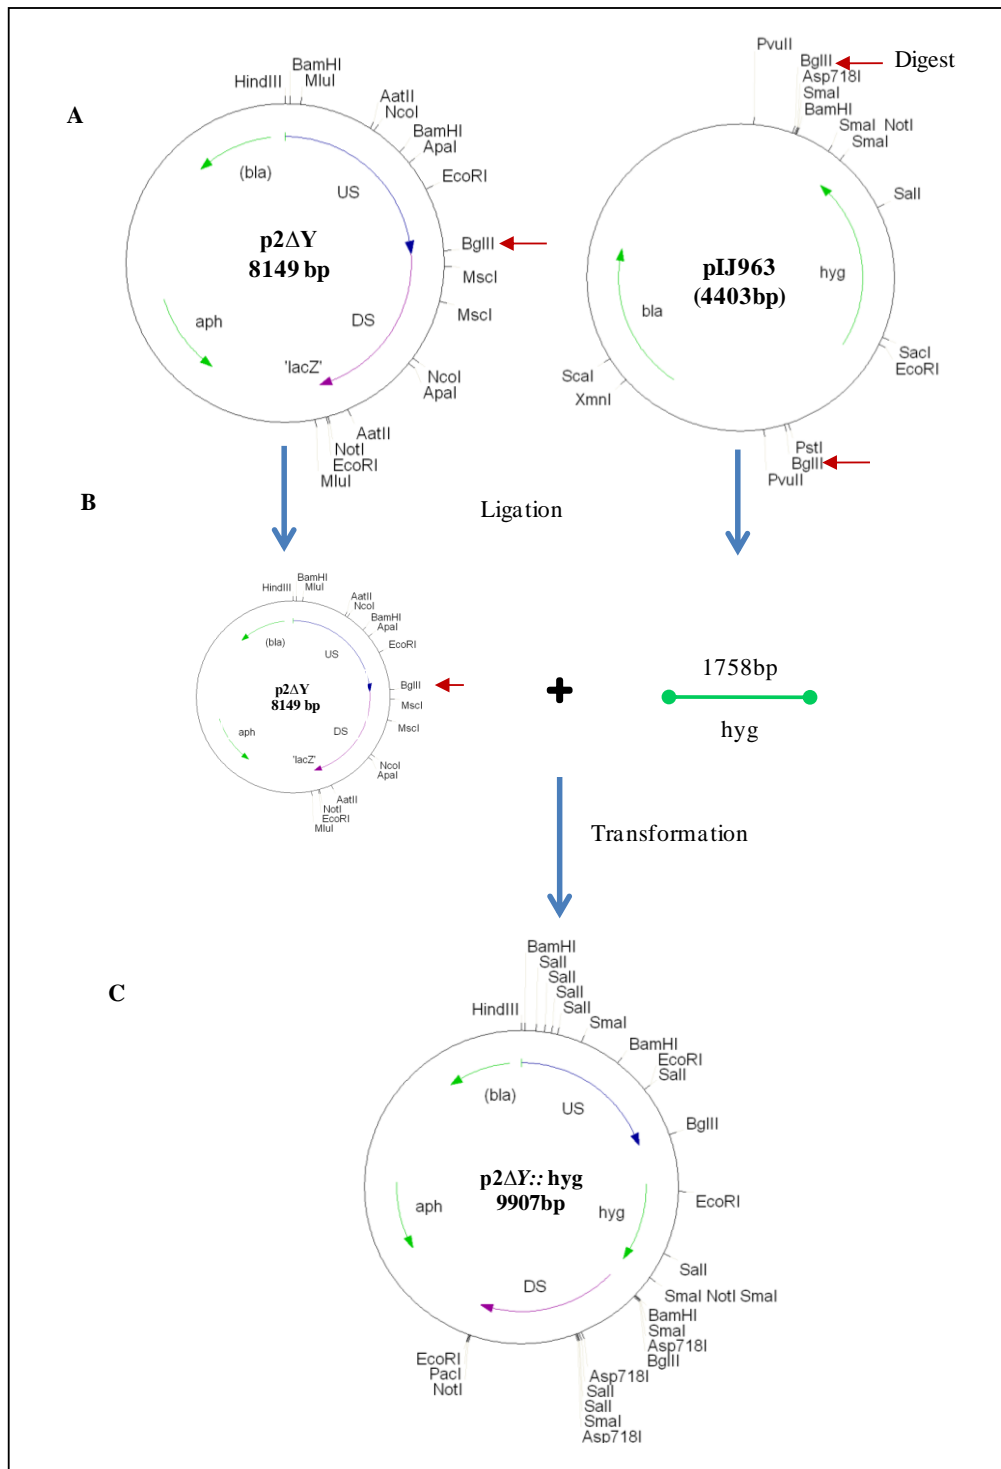 A
HindIII
BamHI
MluI
AatII
NcoI
BamHI
ApaI
EcoRI
BglII
MscI
MscI
NcoI
ApaI
AatII
NotI
EcoRI
MluI
(bla)
US
p2ΔY
8149 bp
aph
DS
'lacZ'
PvuII
BglII
Digest
Asp718I
SmaI
BamHI
SmaI NotI
SmaI
SalI
hyg
pIJ963
(4403bp)
bla
SacI
EcoRI
ScaI
XmnI
PstI
BglII
PvuII
B
Ligation
HindIII
BamHI
MluI
AatII
NcoI
BamHI
ApaI
EcoRI
BglII
MscI
MscI
NcoI
ApaI
AatII
NotI
EcoRI
MluI
(bla)
US
p2ΔY
8149 bp
aph
DS
'lacZ'
+
1758bp
hyg
Transformation
C
HindIII
BamHI
SalI
SalI
SalI
SalI
SmaI
BamHI
EcoRI
SalI
BglII
EcoRI
SalI
SmaI NotI SmaI
BamHI
SmaI
Asp718I
BglII
Asp718I
SalI
SalI
SmaI
Asp718I
EcoRI
PacI
NotI
(bla)
US
p2ΔY:: hyg
9907bp
aph
hyg
DS